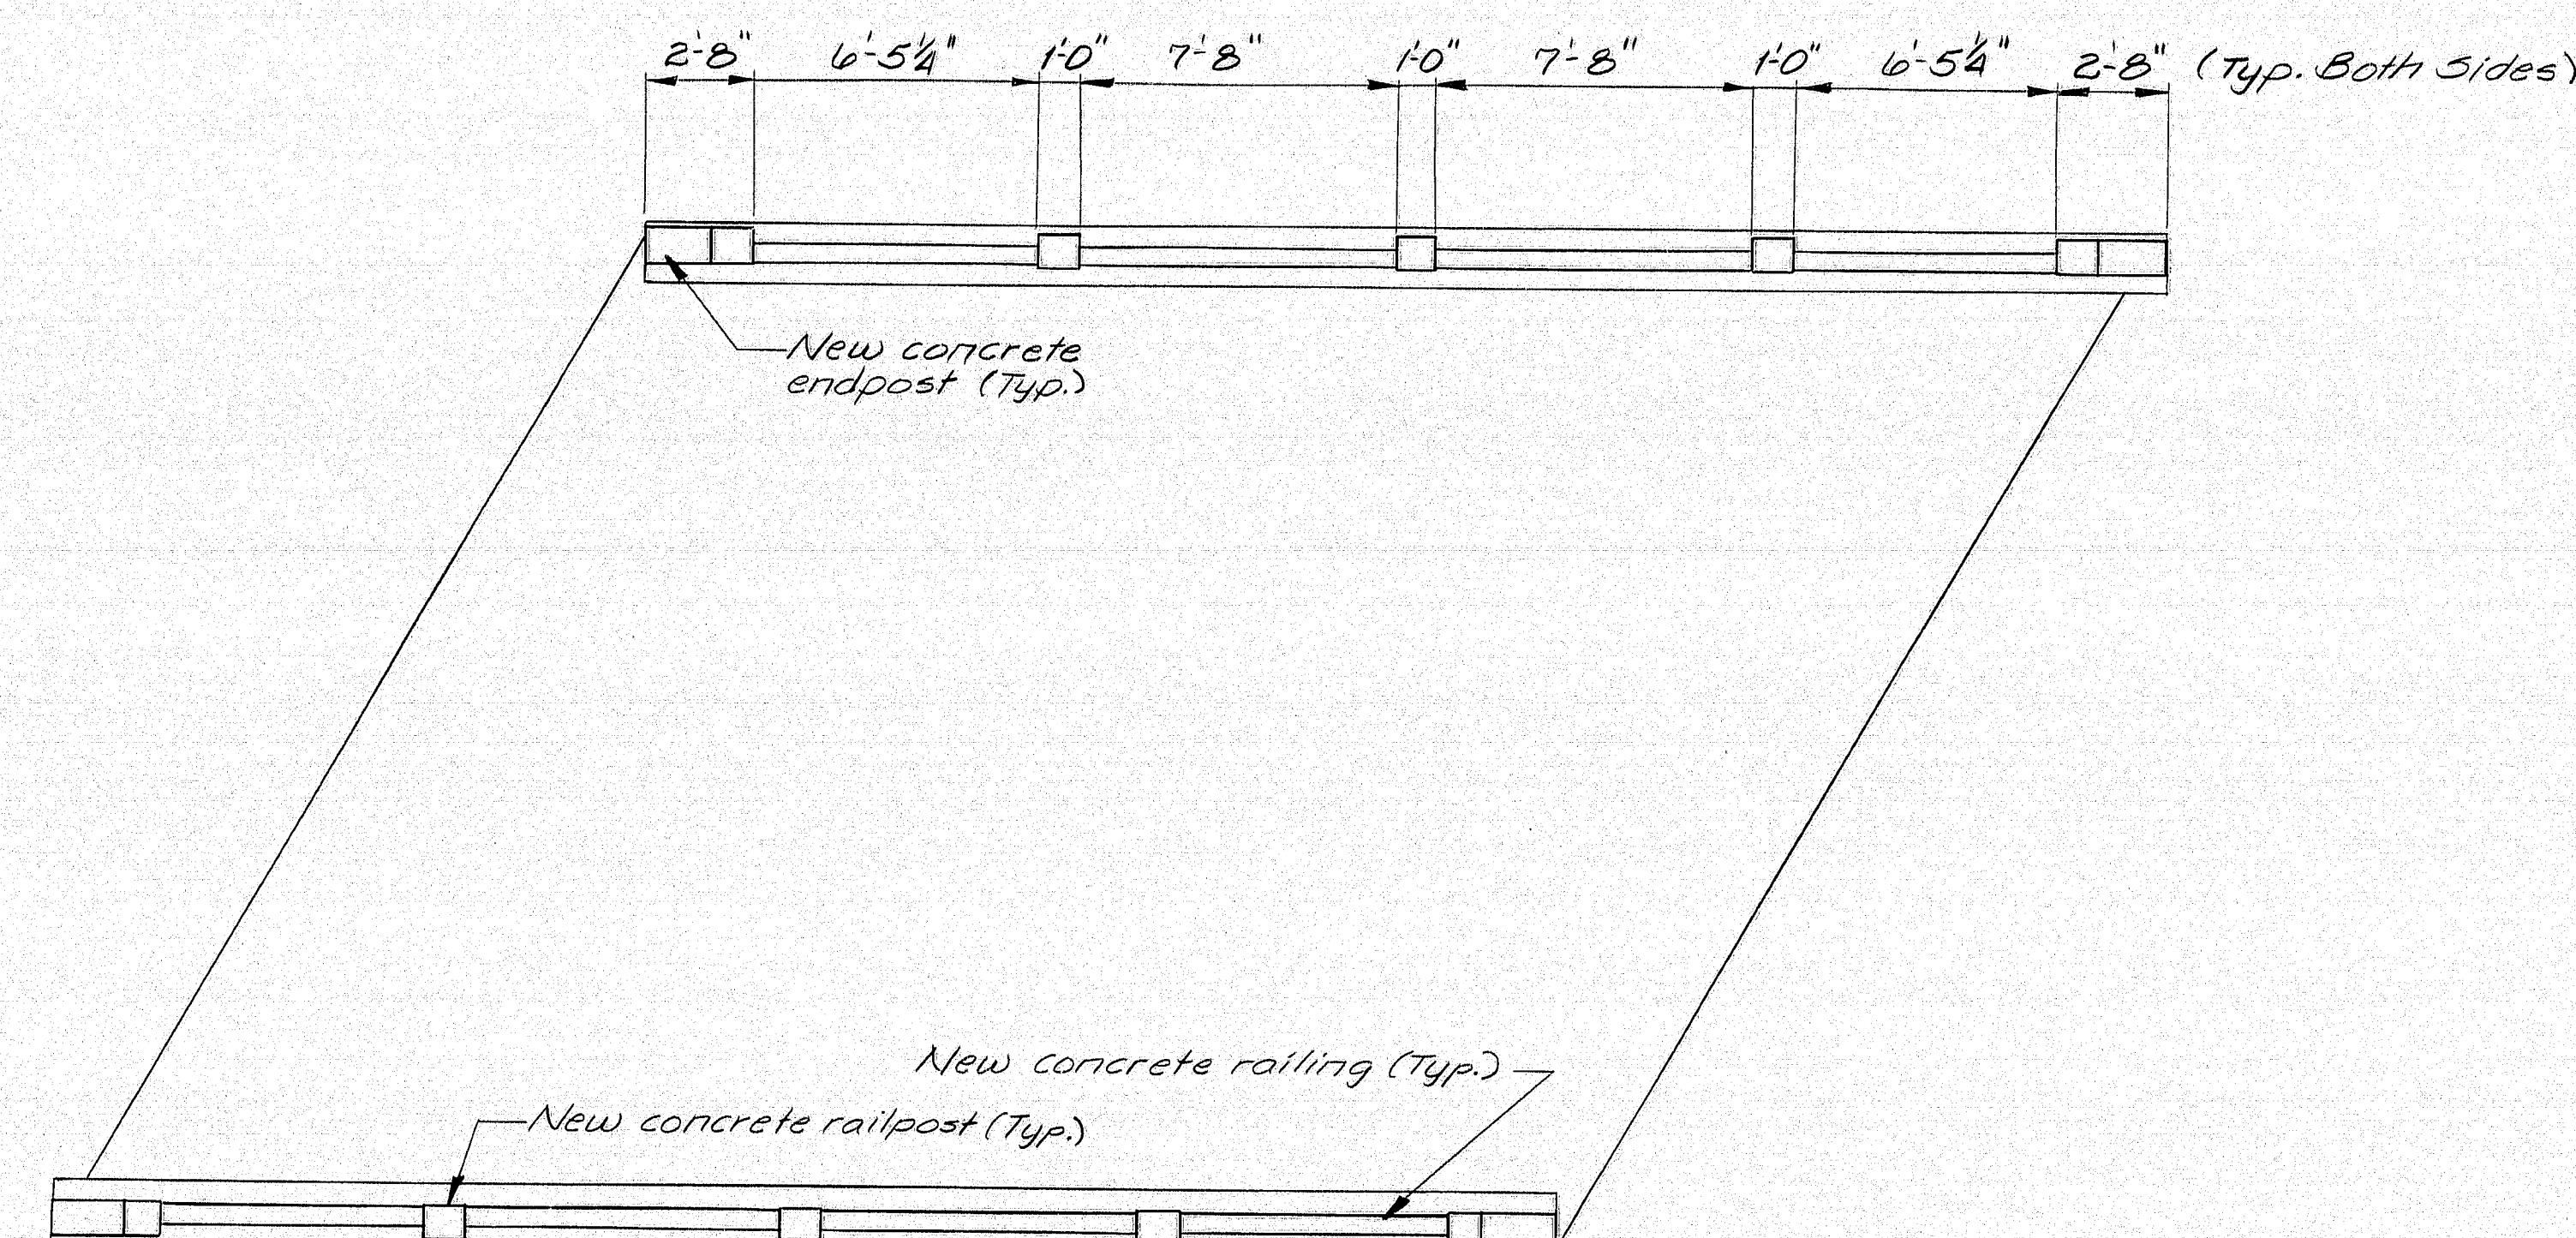 2'-8" 6'-5¼" 1'-0" 7'-8" 1'-0" 7'-8" 1'-0" 6'-5¼" 2'-8" (Typ. Both Sides)
New concrete
endpost (Typ.)
New concrete railing (Typ.)
New concrete railpost (Typ.)